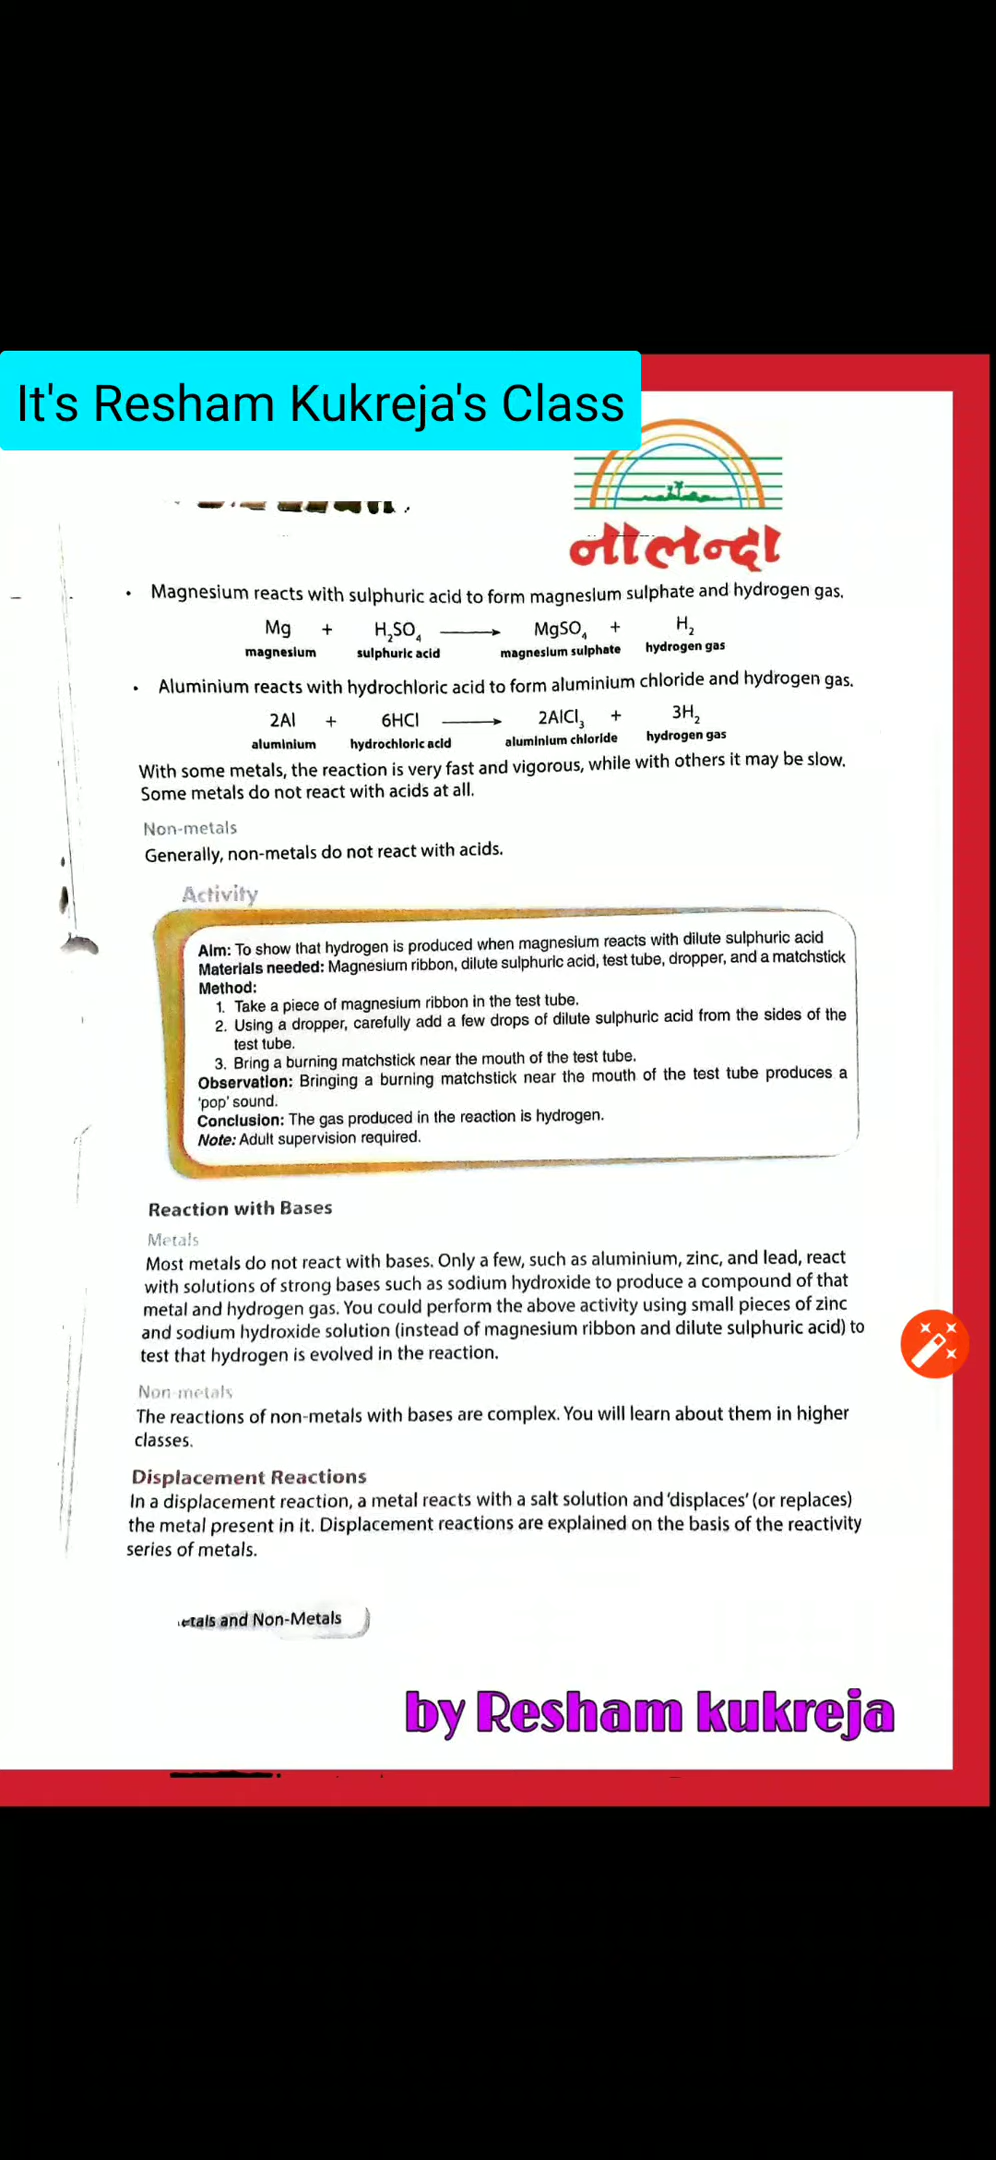 It's Resham Kukreja's Class
नालन्दा
• Magnesium reacts with sulphuric acid to form magnesium sulphate and hydrogen gas.
Mg + H₂SO₄ ⟶ MgSO₄ + H₂
magnesium sulphuric acid magnesium sulphate hydrogen gas
• Aluminium reacts with hydrochloric acid to form aluminium chloride and hydrogen gas.
2Al + 6HCl ⟶ 2AlCl₃ + 3H₂
aluminium hydrochloric acid aluminium chloride hydrogen gas
With some metals, the reaction is very fast and vigorous, while with others it may be slow.
Some metals do not react with acids at all.
Non-metals
Generally, non-metals do not react with acids.
Activity
Aim: To show that hydrogen is produced when magnesium reacts with dilute sulphuric acid
Materials needed: Magnesium ribbon, dilute sulphuric acid, test tube, dropper, and a matchstick
Method:
1. Take a piece of magnesium ribbon in the test tube.
2. Using a dropper, carefully add a few drops of dilute sulphuric acid from the sides of the
test tube.
3. Bring a burning matchstick near the mouth of the test tube.
Observation: Bringing a burning matchstick near the mouth of the test tube produces a
'pop' sound.
Conclusion: The gas produced in the reaction is hydrogen.
Note: Adult supervision required.
Reaction with Bases
Metals
Most metals do not react with bases. Only a few, such as aluminium, zinc, and lead, react
with solutions of strong bases such as sodium hydroxide to produce a compound of that
metal and hydrogen gas. You could perform the above activity using small pieces of zinc
and sodium hydroxide solution (instead of magnesium ribbon and dilute sulphuric acid) to
test that hydrogen is evolved in the reaction.
Non-metals
The reactions of non-metals with bases are complex. You will learn about them in higher
classes.
Displacement Reactions
In a displacement reaction, a metal reacts with a salt solution and 'displaces' (or replaces)
the metal present in it. Displacement reactions are explained on the basis of the reactivity
series of metals.
etals and Non-Metals
by Resham kukreja